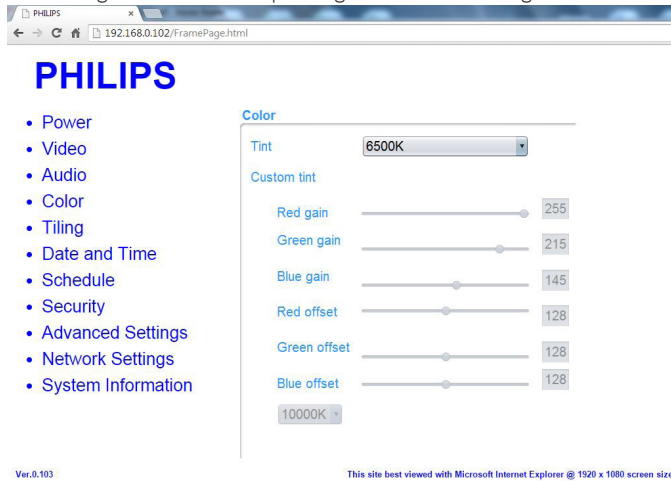 PHILIPS
192.168.0.102/FramePage.html
PHILIPS
• Power
• Video
• Audio
• Color
• Tiling
• Date and Time
• Schedule
• Security
• Advanced Settings
• Network Settings
• System Information
Color
Tint 6500K
Custom tint
Red gain 255
Green gain 215
Blue gain 145
Red offset 128
Green offset 128
Blue offset 128
10000K
Ver.0.103
This site best viewed with Microsoft Internet Explorer @ 1920 x 1080 screen size